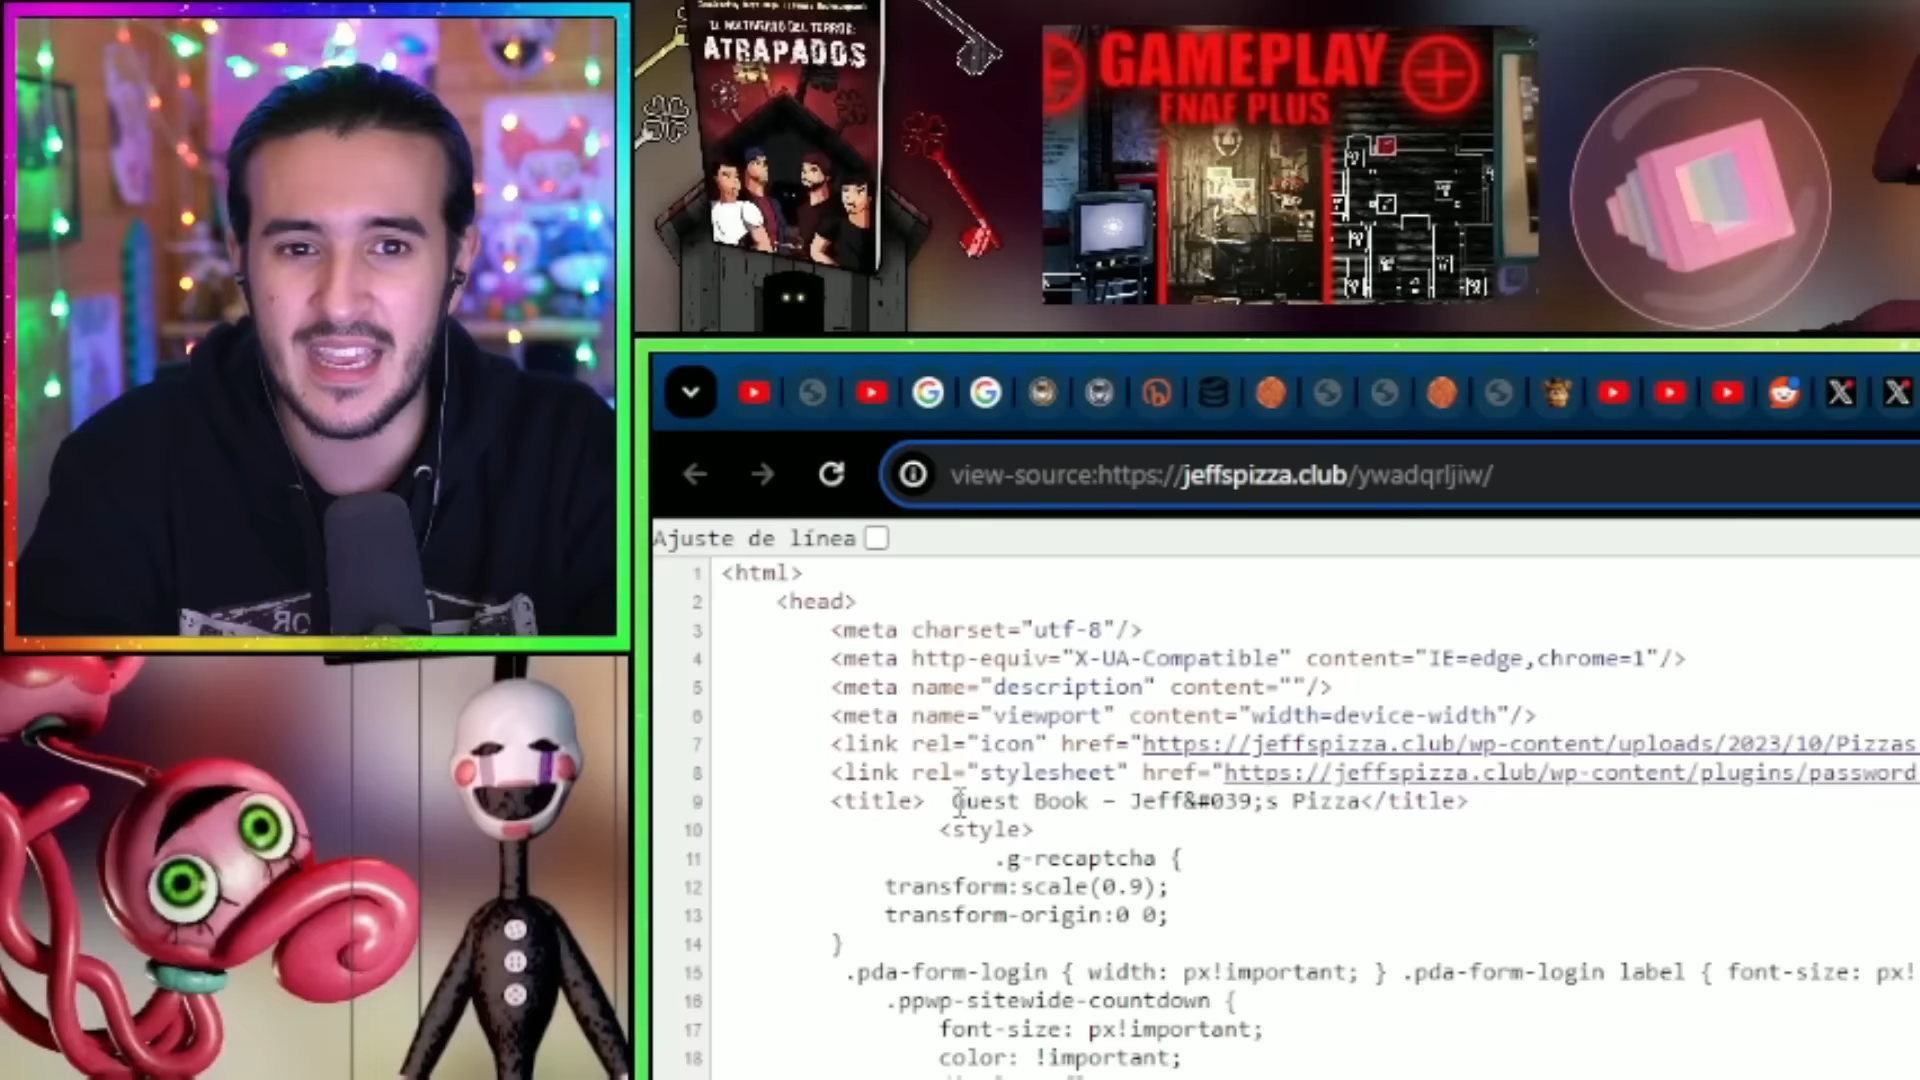 EL MULTIVERSO DEL TERROR:
ATRAPADOS
GAMEPLAY
FNAF PLUS
view-source:https://jeffspizza.club/ywadqrljiw/
Ajuste de línea
1 <html>
2 <head>
3 <meta charset="utf-8"/>
4 <meta http-equiv="X-UA-Compatible" content="IE=edge,chrome=1"/>
5 <meta name="description" content=""/>
6 <meta name="viewport" content="width=device-width"/>
7 <link rel="icon" href="https://jeffspizza.club/wp-content/uploads/2023/10/Pizzas
8 <link rel="stylesheet" href="https://jeffspizza.club/wp-content/plugins/password
9 <title> Guest Book – Jeff&#039;s Pizza</title>
10 <style>
11 .g-recaptcha {
12 transform:scale(0.9);
13 transform-origin:0 0;
14 }
15 .pda-form-login { width: px!important; } .pda-form-login label { font-size: px!
16 .ppwp-sitewide-countdown {
17 font-size: px!important;
18 color: !important;